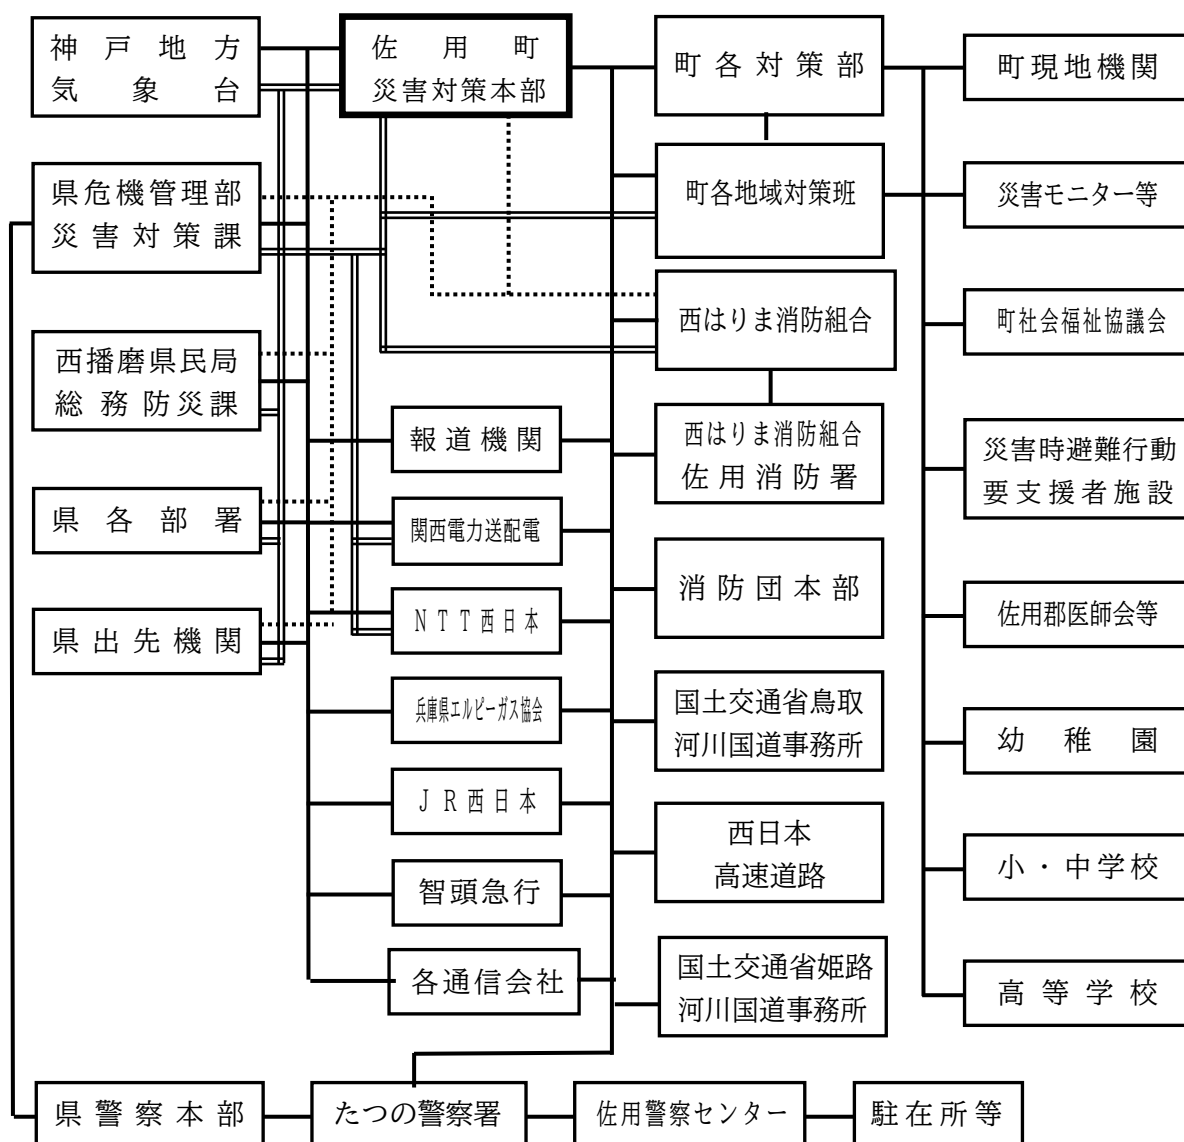 神戸地方
気象台
佐用町
災害対策本部
町各対策部
町現地機関
県危機管理部
災害対策課
町各地域対策班
災害モニター等
西はりま消防組合
町社会福祉協議会
西播磨県民局
総務防災課
報道機関
西はりま消防組合
佐用消防署
災害時避難行動
要支援者施設
県各部署
関西電力送配電
消防団本部
佐用郡医師会等
県出先機関
NTT西日本
兵庫県エルピーガス協会
国土交通省鳥取
河川国道事務所
幼稚園
JR西日本
西日本
高速道路
小・中学校
智頭急行
各通信会社
国土交通省姫路
河川国道事務所
高等学校
県警察本部
たつの警察署
佐用警察センター
駐在所等